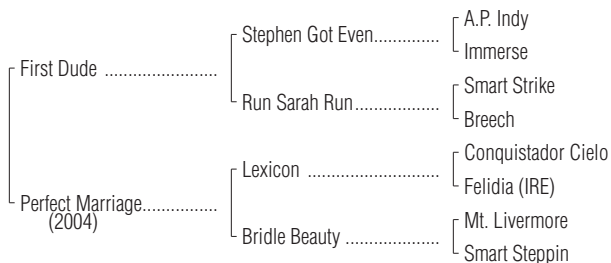 A.P. Indy
Stephen Got Even..................
Immerse
First Dude .........................
Smart Strike
Run Sarah Run...................
Breech
Conquistador Cielo
Lexicon ..............................
Felidia (IRE)
Perfect Marriage.................
(2004)
Mt. Livermore
Bridle Beauty .....................
Smart Steppin